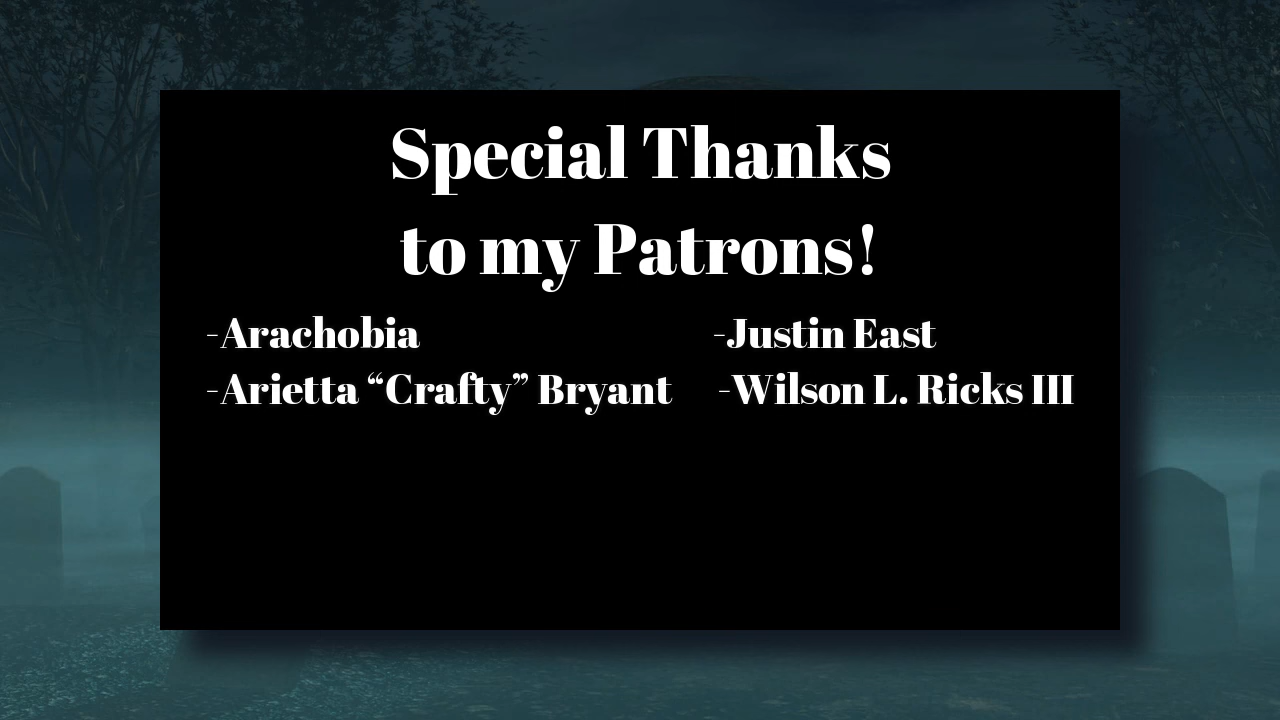 Special Thanks
to my Patrons!
-Arachobia -Justin East
-Arietta “Crafty” Bryant -Wilson L. Ricks III